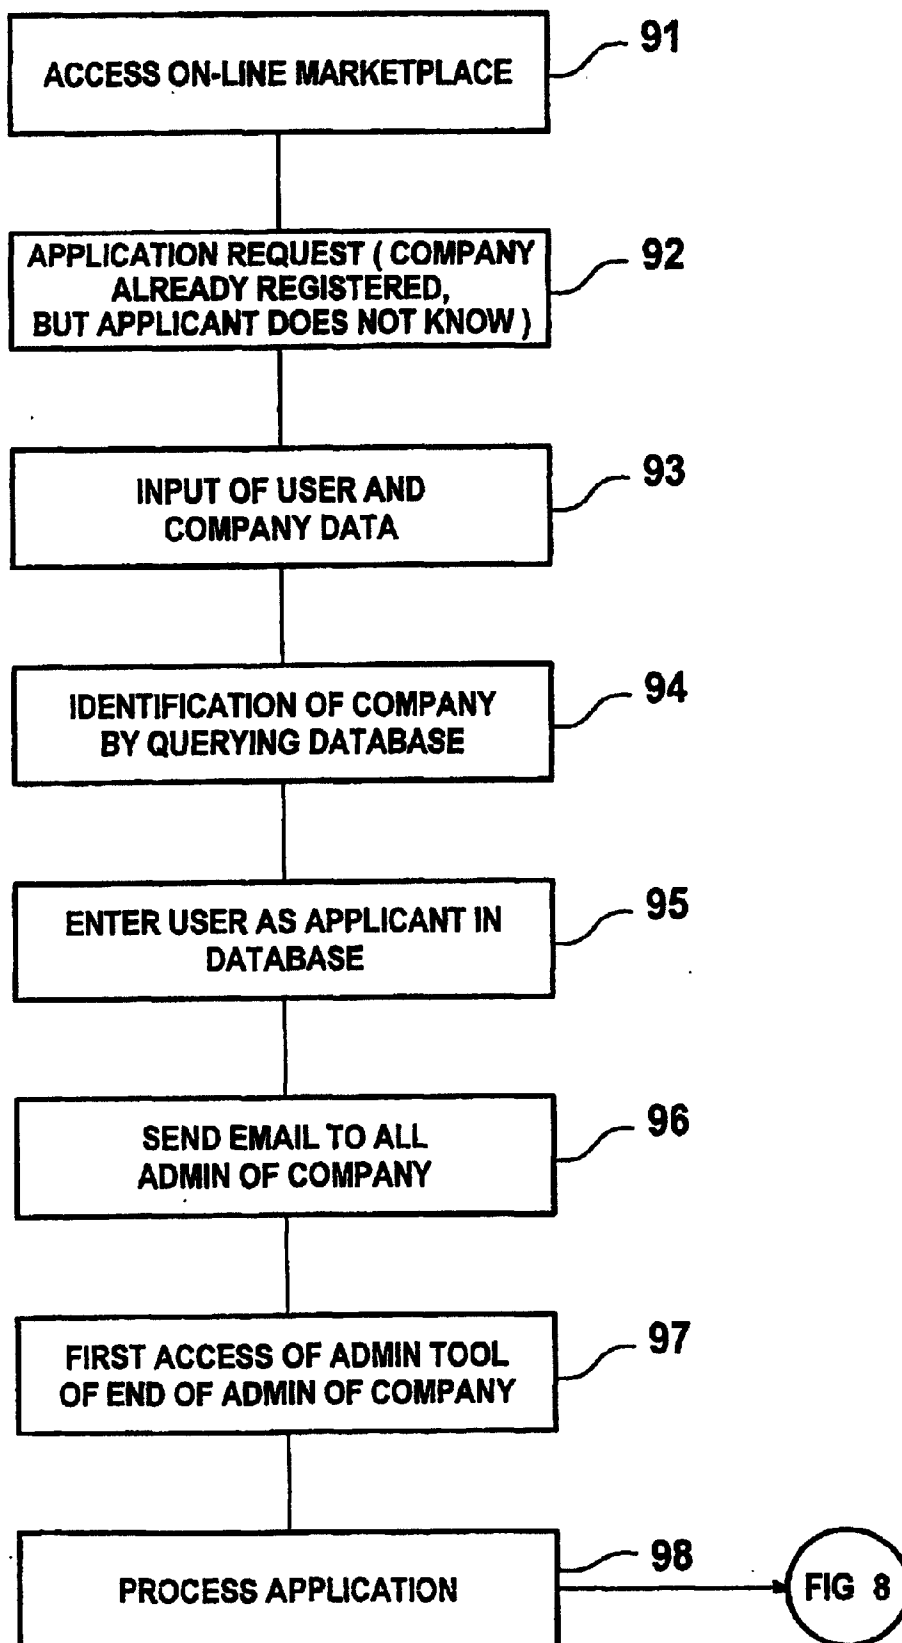 ACCESS ON-LINE MARKETPLACE
91
APPLICATION REQUEST ( COMPANY
ALREADY REGISTERED,
BUT APPLICANT DOES NOT KNOW )
92
INPUT OF USER AND
COMPANY DATA
93
IDENTIFICATION OF COMPANY
BY QUERYING DATABASE
94
ENTER USER AS APPLICANT IN
DATABASE
95
SEND EMAIL TO ALL
ADMIN OF COMPANY
96
FIRST ACCESS OF ADMIN TOOL
OF END OF ADMIN OF COMPANY
97
PROCESS APPLICATION
98
FIG 8